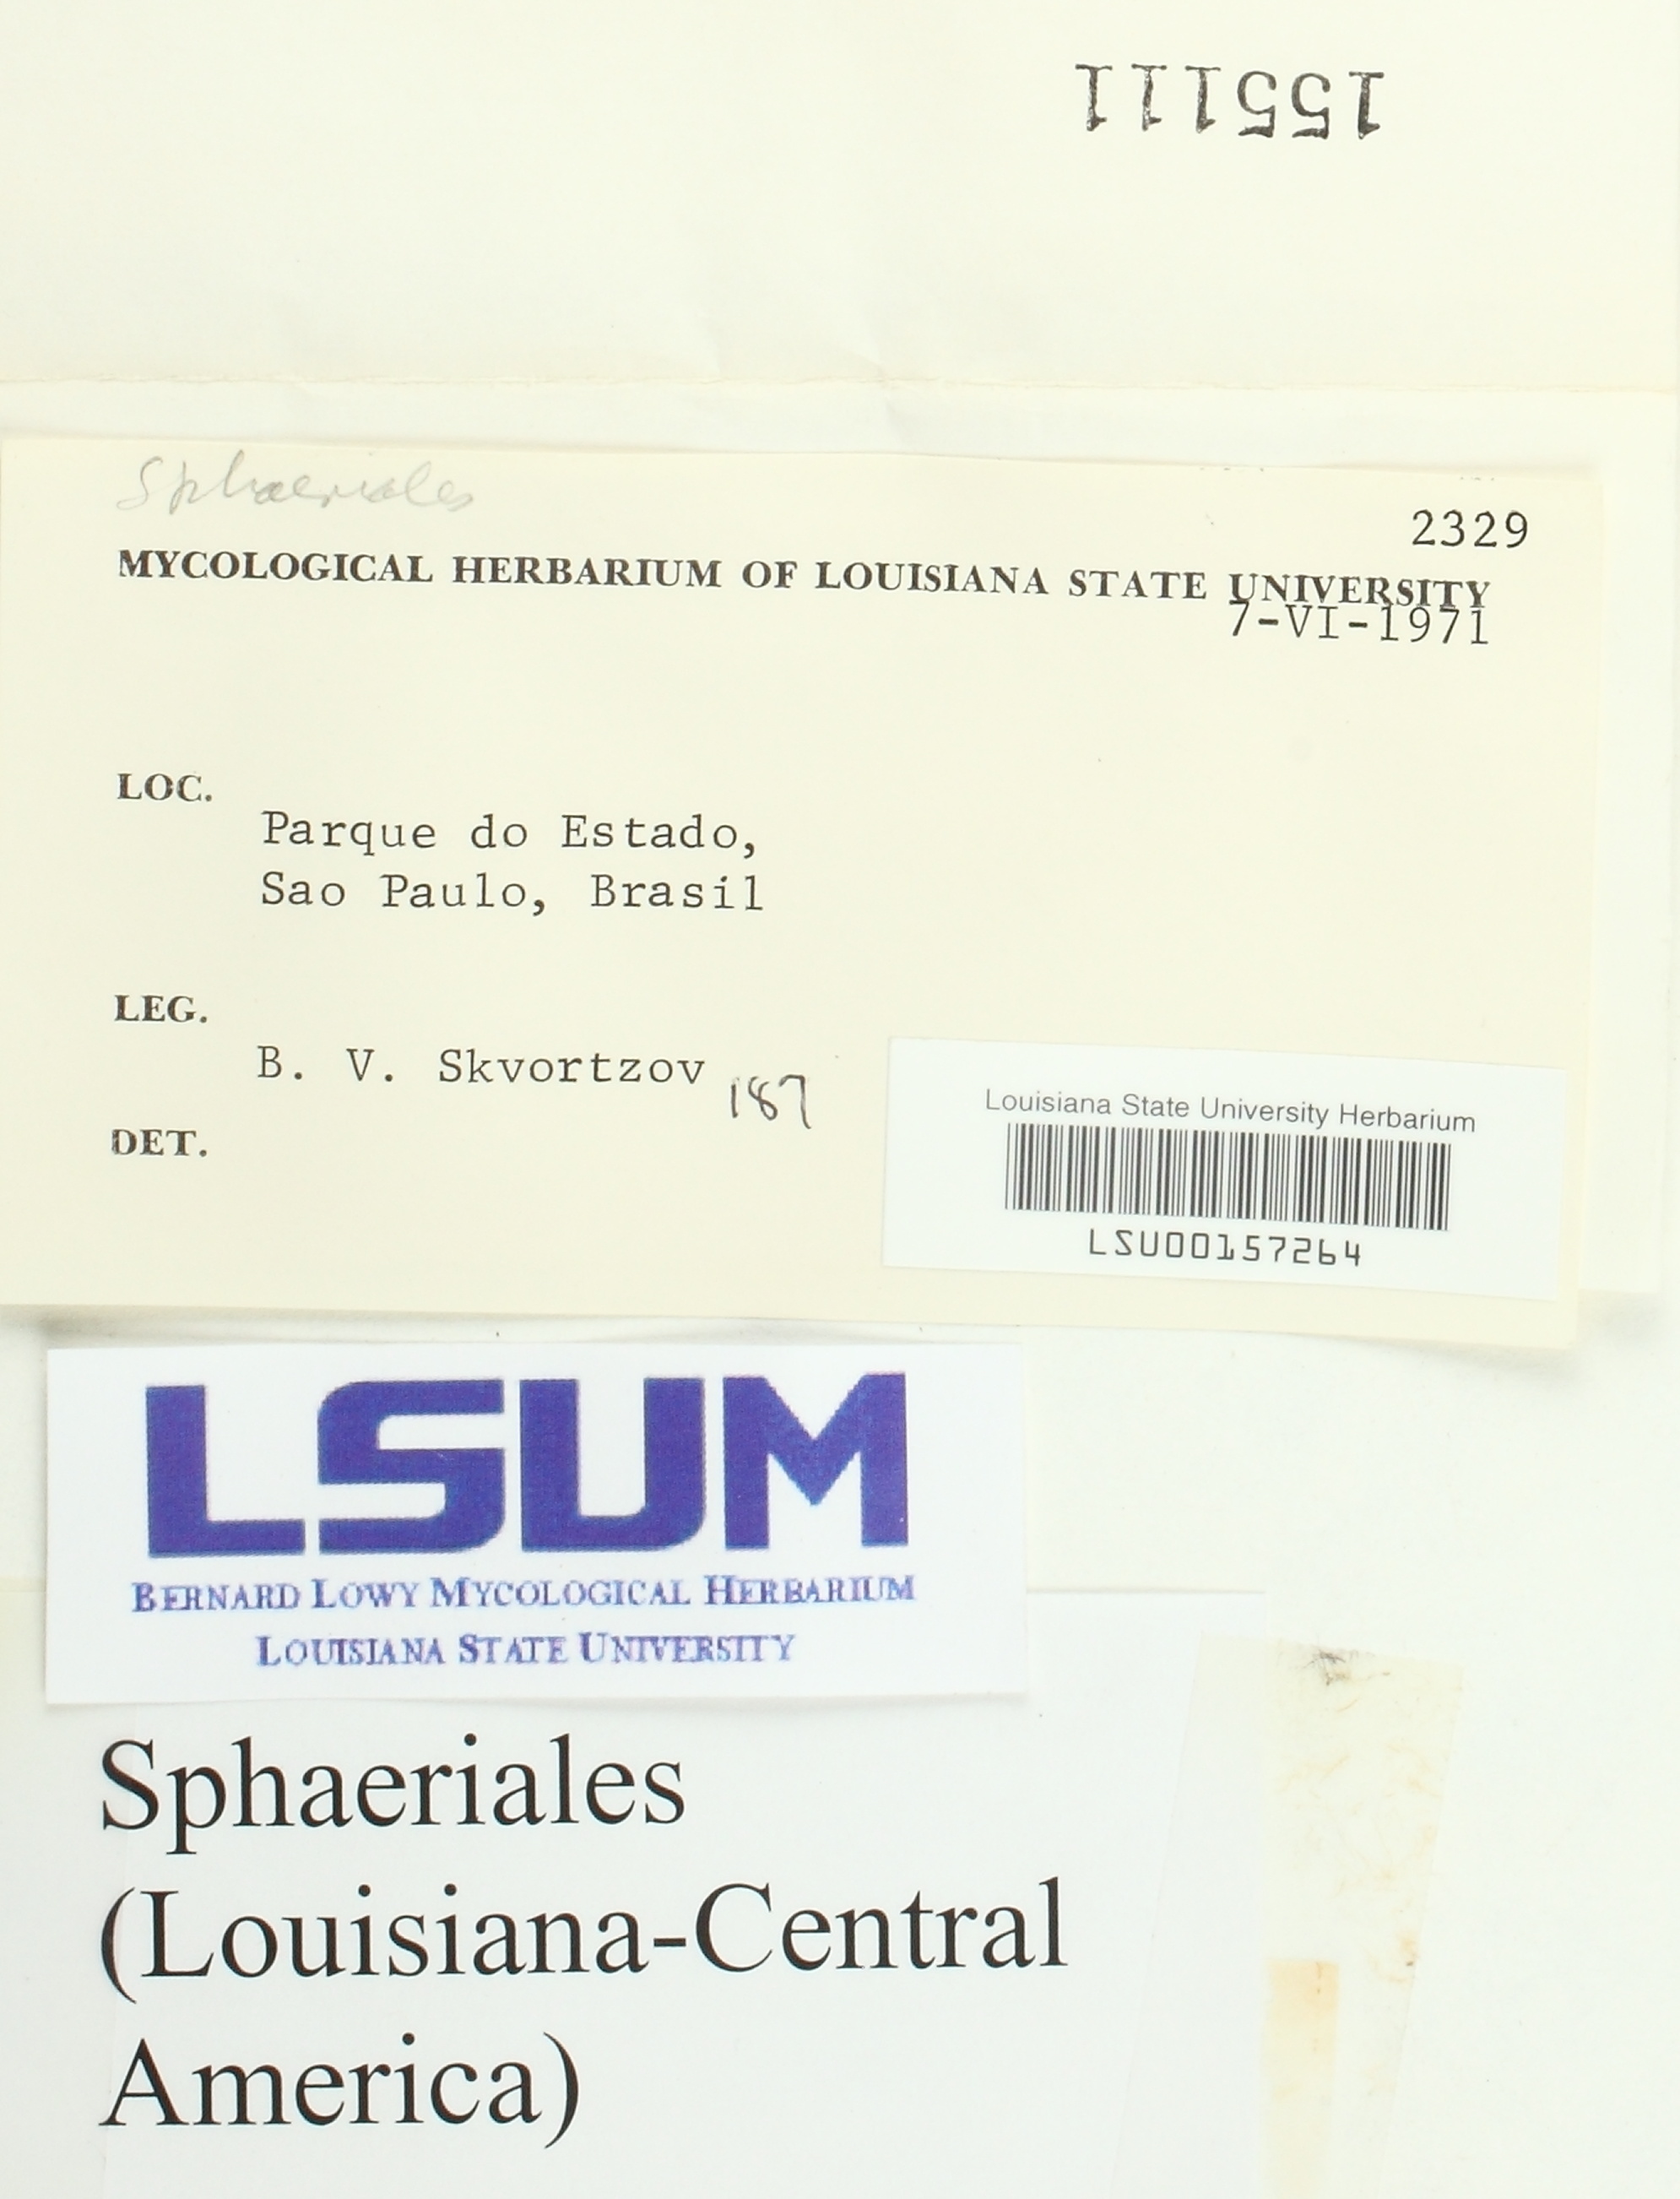 155111
Sphaeriales
2329
MYCOLOGICAL HERBARIUM OF LOUISIANA STATE UNIVERSITY
7-VI-1971
LOC.
Parque do Estado,
Sao Paulo, Brasil
LEG.
B. V. Skvortzov 187
DET.
Louisiana State University Herbarium
LSU00157264
LSUM
BERNARD LOWY MYCOLOGICAL HERBARIUM
LOUISIANA STATE UNIVERSITY
Sphaeriales
(Louisiana-Central
America)